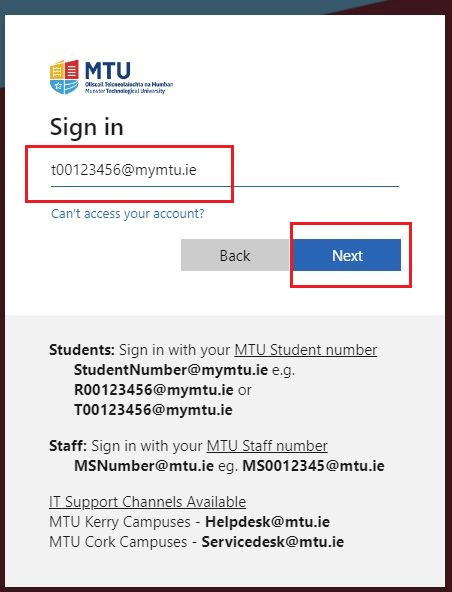 MTU
Ollscoil Teicneolaíochta na Mumhan
Munster Technological University
Sign in
t00123456@mymtu.ie
Can't access your account?
Back Next
Students: Sign in with your MTU Student number
StudentNumber@mymtu.ie e.g.
R00123456@mymtu.ie or
T00123456@mymtu.ie
Staff: Sign in with your MTU Staff number
MSNumber@mtu.ie eg. MS0012345@mtu.ie
IT Support Channels Available
MTU Kerry Campuses - Helpdesk@mtu.ie
MTU Cork Campuses - Servicedesk@mtu.ie